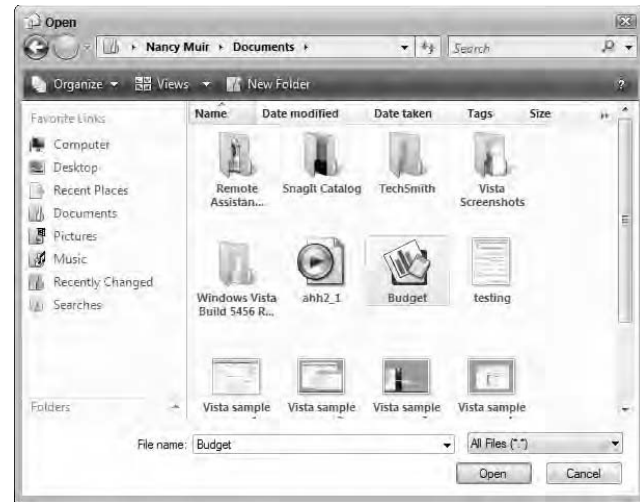 Open
Nancy Muir Documents
Search
Organize Views New Folder
?
Favorite Links
Name Date modified Date taken Tags Size »
Computer
Desktop
Recent Places
Documents
Pictures
Music
Recently Changed
Searches
Remote Assistan...
Snagit Catalog
TechSmith
Vista Screenshots
Windows Vista Build 5456 R...
ahh2_1
Budget
testing
Vista sample
Vista sample
Vista sample
Vista sample
Folders
File name: Budget
All Files (*.*)
Open Cancel